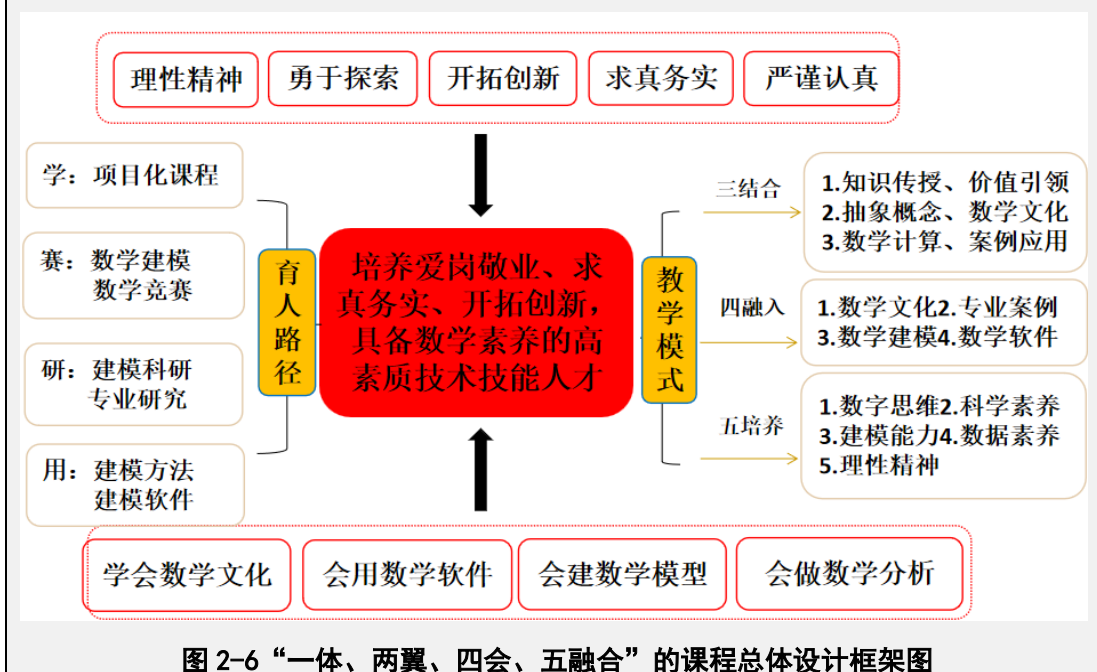 理性精神
勇于探索
开拓创新
求真务实
严谨认真
学：项目化课程
赛：数学建模
数学竞赛
研：建模科研
专业研究
用：建模方法
建模软件
育人路径
培养爱岗敬业、求
真务实、开拓创新，
具备数学素养的高
素质技术技能人才
教学模式
三结合
1.知识传授、价值引领
2.抽象概念、数学文化
3.数学计算、案例应用
四融入
1.数学文化2.专业案例
3.数学建模4.数学软件
五培养
1.数字思维2.科学素养
3.建模能力4.数据素养
5.理性精神
学会数学文化
会用数学软件
会建数学模型
会做数学分析
图 2-6“一体、两翼、四会、五融合”的课程总体设计框架图